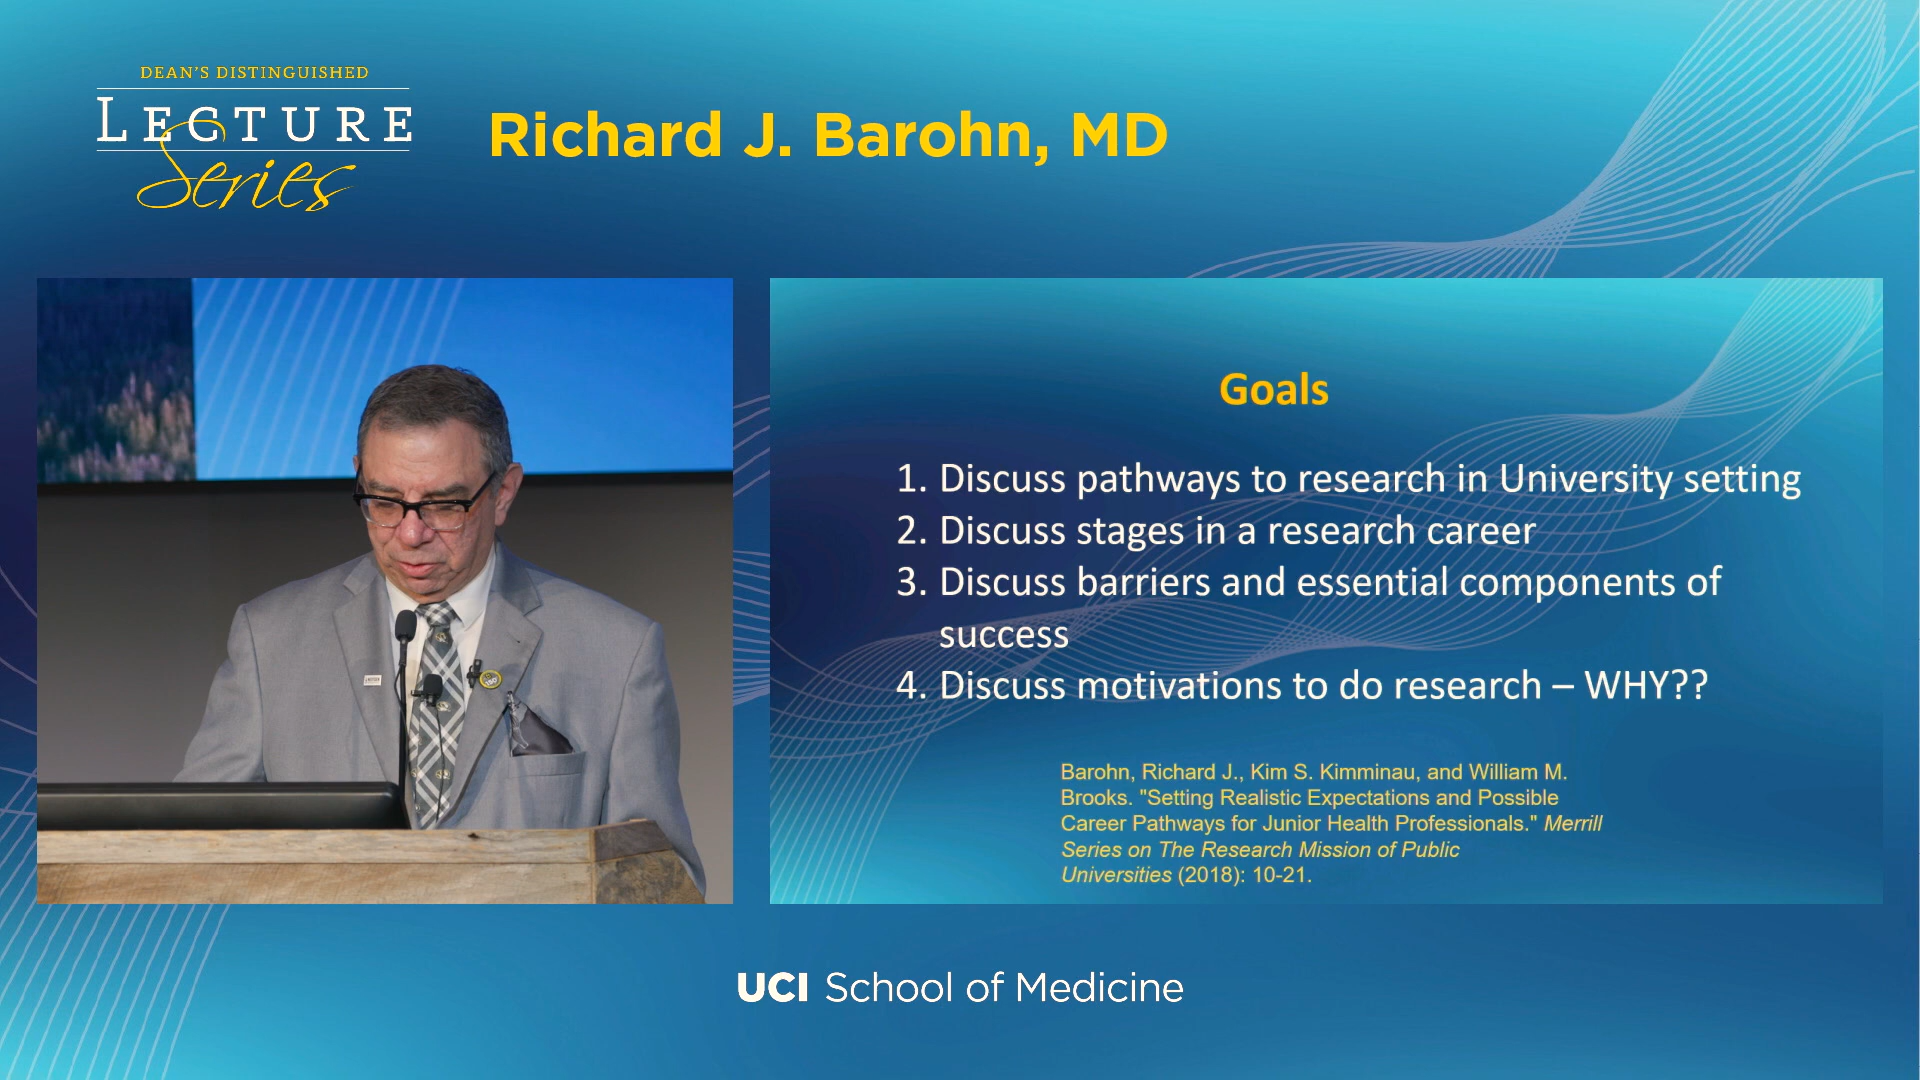 DEAN'S DISTINGUISHED
LECTURE
Series
Richard J. Barohn, MD
Goals
1. Discuss pathways to research in University setting
2. Discuss stages in a research career
3. Discuss barriers and essential components of
success
4. Discuss motivations to do research – WHY??
Barohn, Richard J., Kim S. Kimminau, and William M.
Brooks. "Setting Realistic Expectations and Possible
Career Pathways for Junior Health Professionals." Merrill
Series on The Research Mission of Public
Universities (2018): 10-21.
UCI School of Medicine